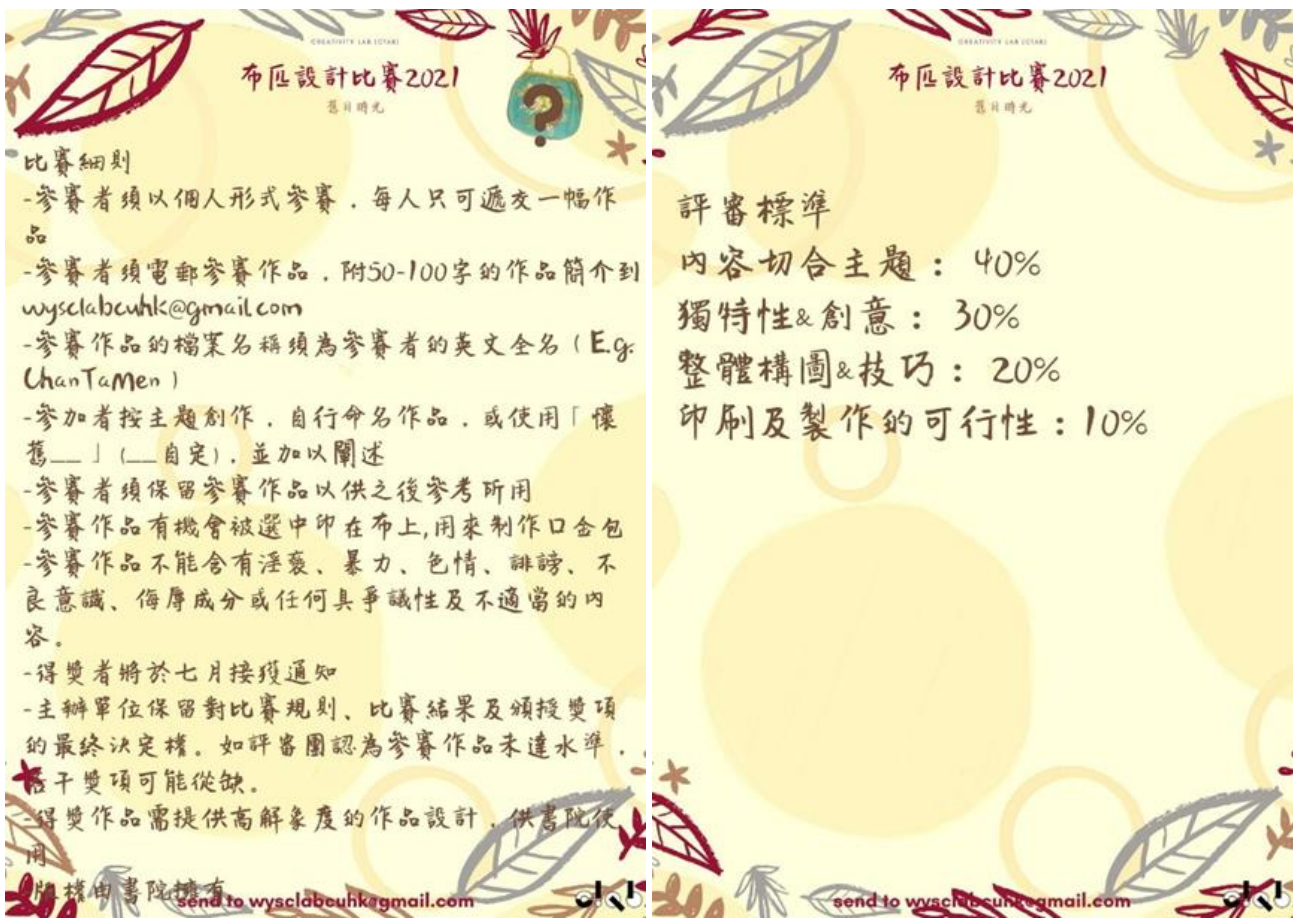 CREATIVITY LAB (CYAR)
布匹設計比賽2021
舊日時光
比賽細則
-參賽者須以個人形式參賽，每人只可遞交一幅作
品
-參賽者須電郵參賽作品，附50-100字的作品簡介到
wysclabcuhk@gmail.com
-參賽作品的檔案名稱須為參賽者的英文全名（E.g.
ChanTaMen）
-參加者按主題創作，自行命名作品，或使用「懷
舊__」(__自定)，並加以闡述
-參賽者須保留參賽作品以供之後參考所用
-參賽作品有機會被選中印在布上,用來制作口金包
-參賽作品不能含有淫褻、暴力、色情、誹謗、不
良意識、侮辱成分或任何具爭議性及不適當的內
容。
-得獎者將於七月接獲通知
-主辦單位保留對比賽規則、比賽結果及頒授獎項
的最終決定權。如評審團認為參賽作品未達水準，
若干獎項可能從缺。
-得獎作品需提供高解象度的作品設計，供書院使
用
-版權由書院擁有
send to wysclabcuhk@gmail.com
CREATIVITY LAB (CYAR)
布匹設計比賽2021
舊日時光
評審標準
內容切合主題：40%
獨特性&創意：30%
整體構圖&技巧：20%
印刷及製作的可行性：10%
send to wysclabcuhk@gmail.com